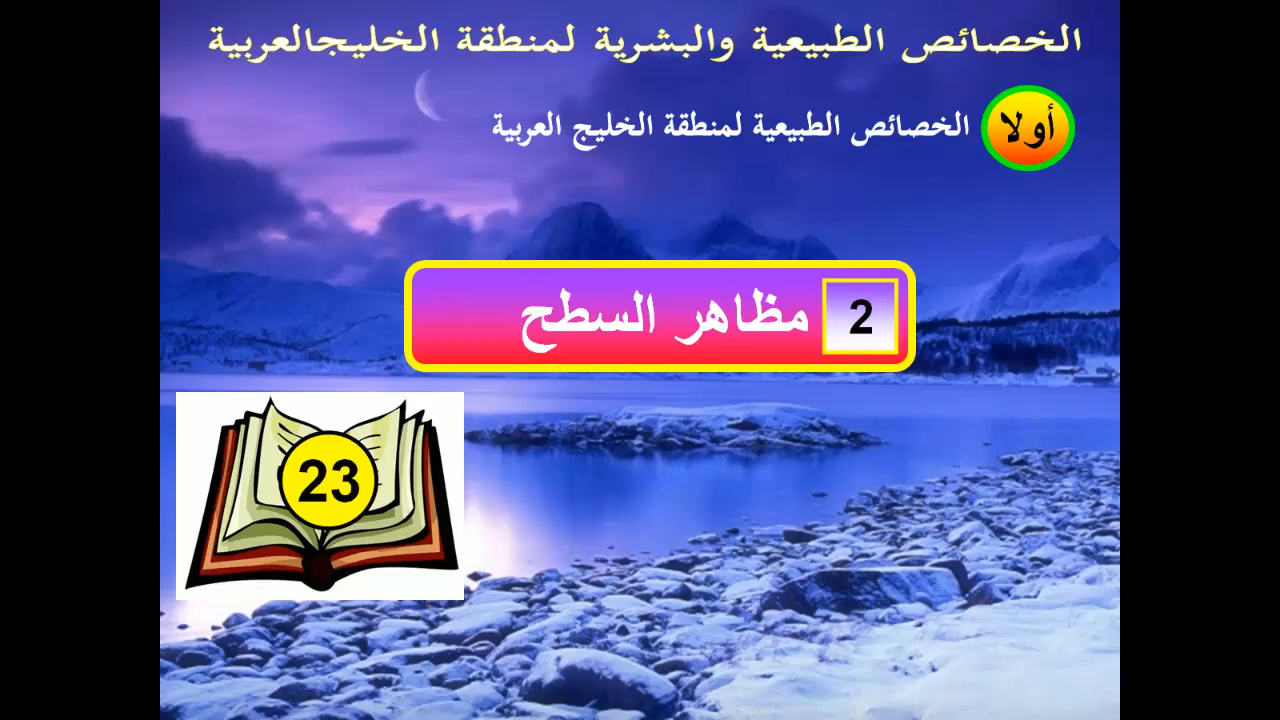 الخصائص الطبيعية والبشرية لمنطقة الخليجالعربية
أولا الخصائص الطبيعية لمنطقة الخليج العربية
2 مظاهر السطح
23